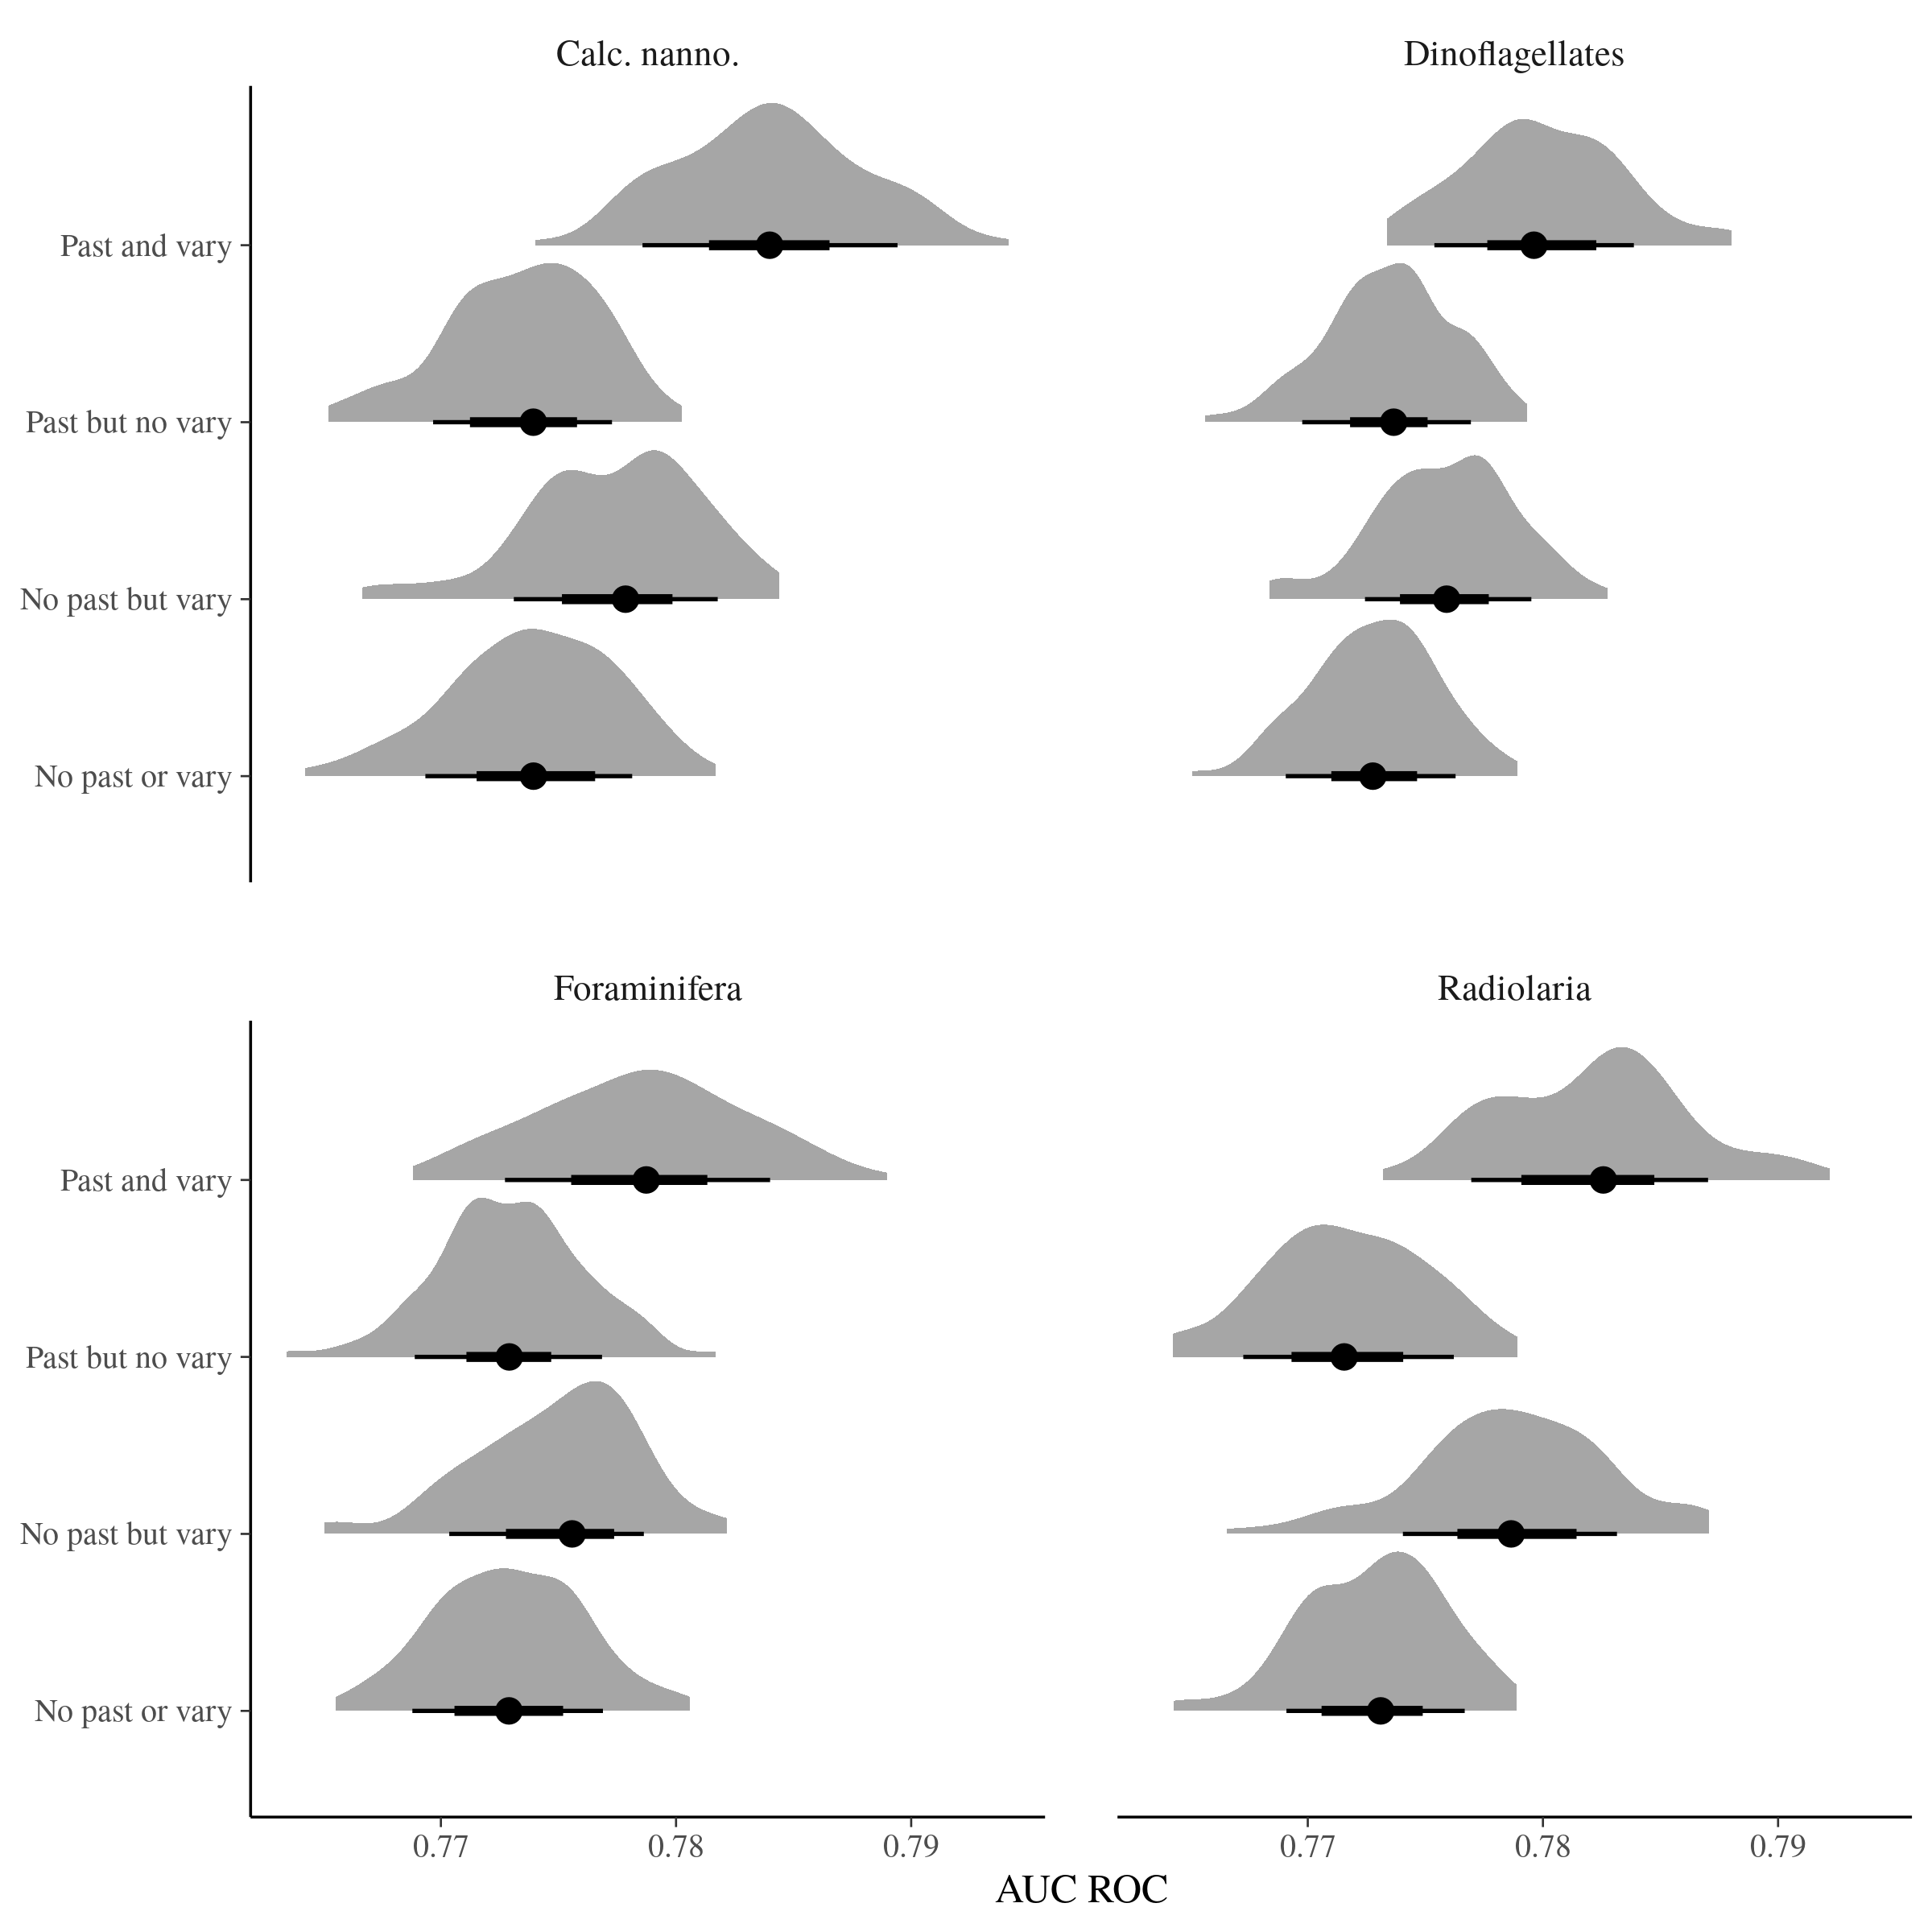 Calc. nanno.
Dinoflagellates
Past and vary
Past but no vary
No past but vary
No past or vary
Foraminifera
Radiolaria
Past and vary
Past but no vary
No past but vary
No past or vary
0.77 0.78 0.79 0.77 0.78 0.79
AUC ROC